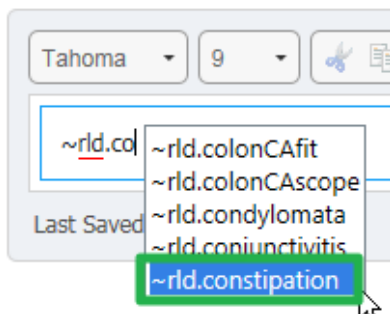 Tahoma 9
~rld.co
~rld.colonCAfit
~rld.colonCAscope
~rld.condylomata
~rld.conjunctivitis
~rld.constipation
Last Saved